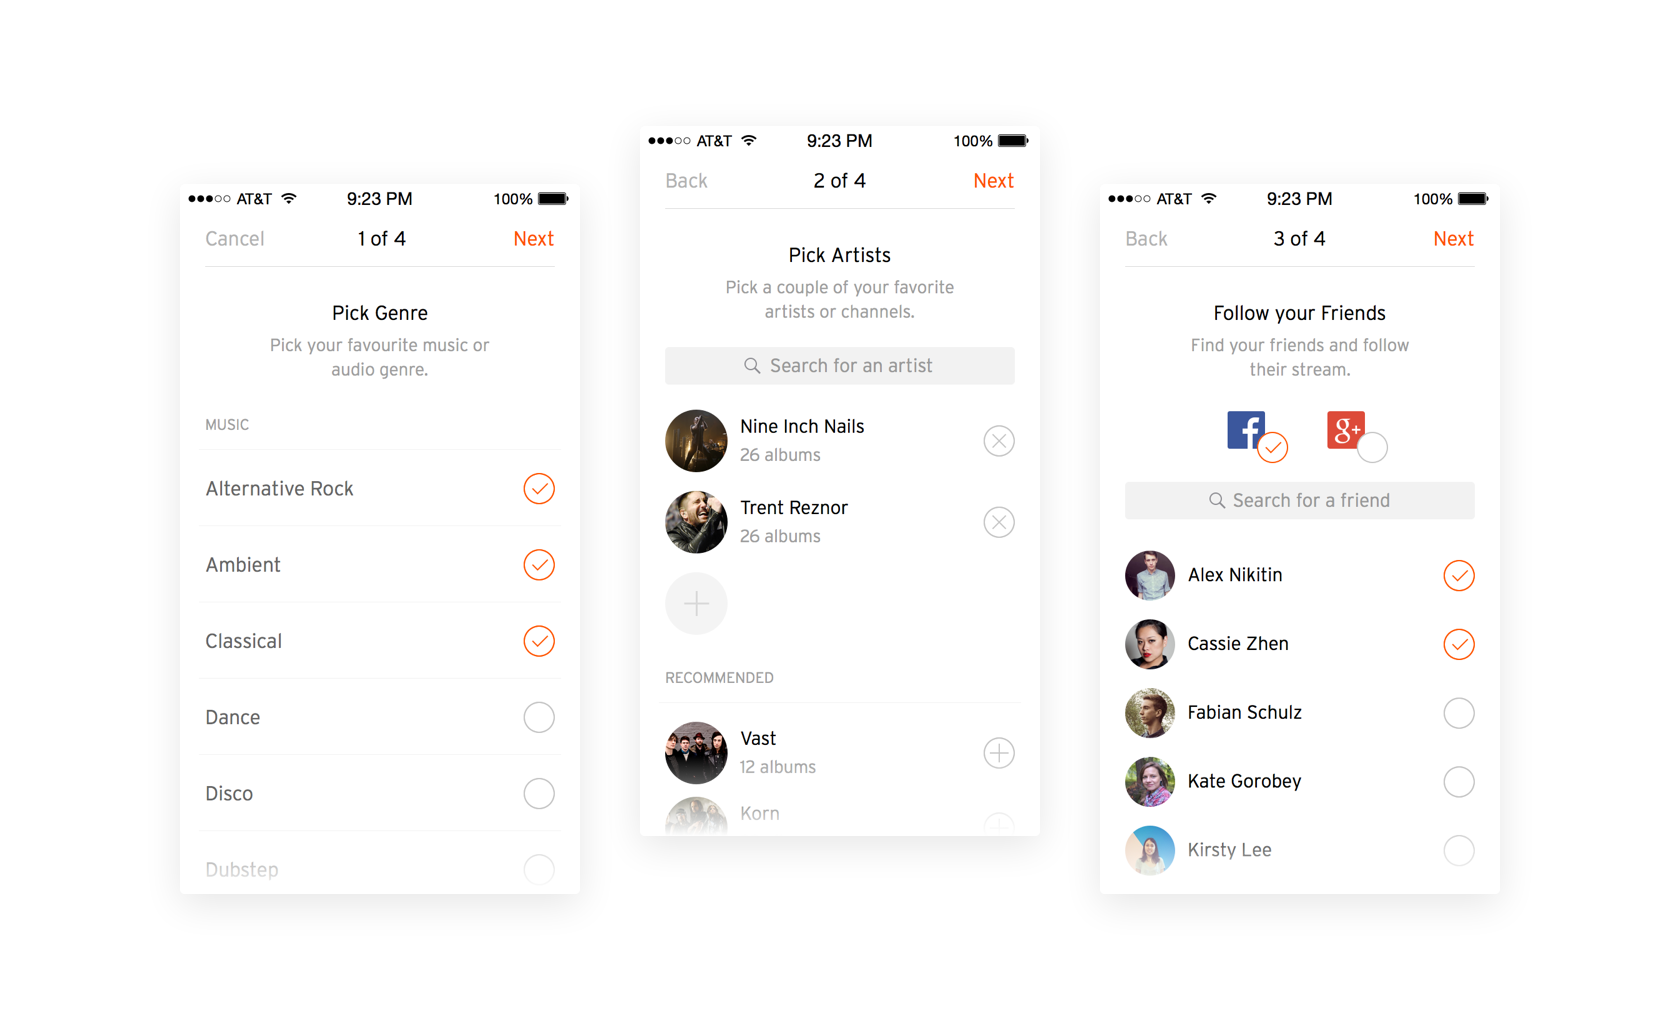 AT&T 9:23 PM 100%
Cancel 1 of 4 Next
Pick Genre
Pick your favourite music or
audio genre.
MUSIC
Alternative Rock
Ambient
Classical
Dance
Disco
Dubstep
AT&T 9:23 PM 100%
Back 2 of 4 Next
Pick Artists
Pick a couple of your favorite
artists or channels.
Search for an artist
Nine Inch Nails
26 albums
Trent Reznor
26 albums
RECOMMENDED
Vast
12 albums
Korn
AT&T 9:23 PM 100%
Back 3 of 4 Next
Follow your Friends
Find your friends and follow
their stream.
f g+
Search for a friend
Alex Nikitin
Cassie Zhen
Fabian Schulz
Kate Gorobey
Kirsty Lee